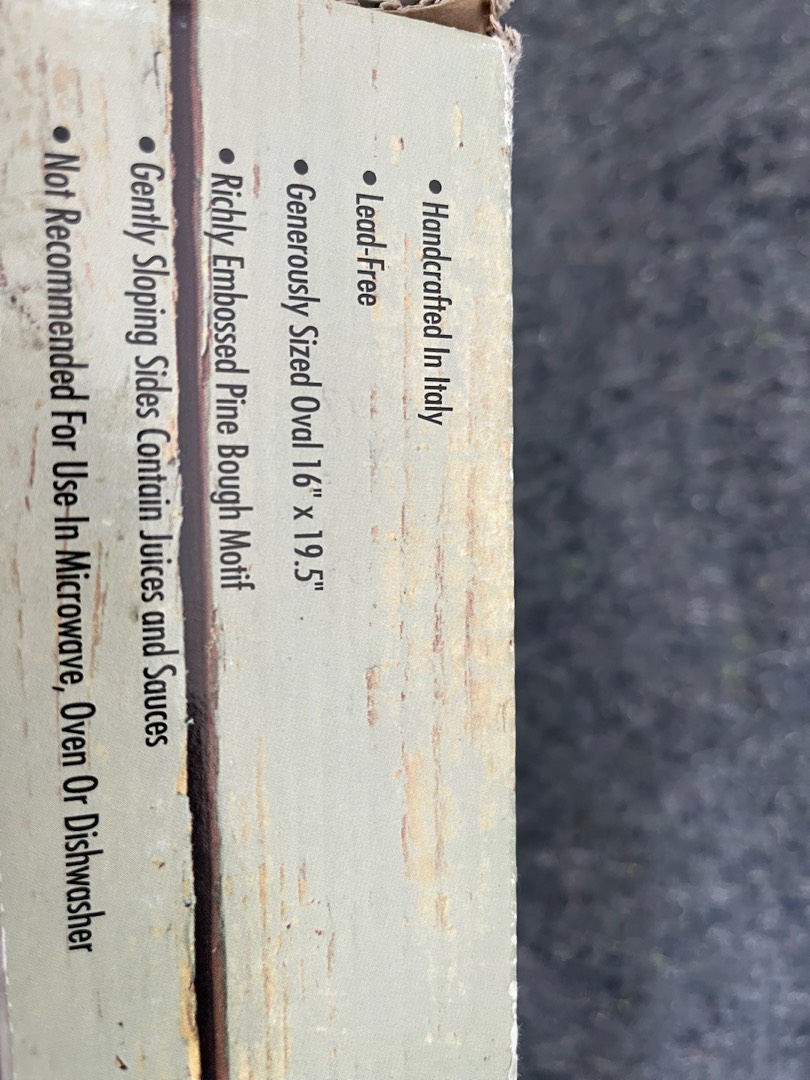 • Handcrafted In Italy
• Lead-Free
• Generously Sized Oval 16" x 19.5"
• Richly Embossed Pine Bough Motif
• Gently Sloping Sides Contain Juices and Sauces
• Not Recommended For Use In Microwave, Oven Or Dishwasher